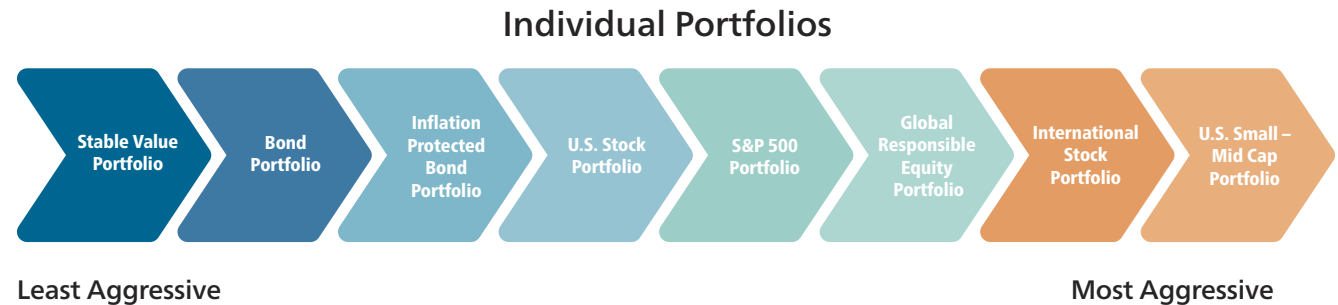 Individual Portfolios
Stable Value
Portfolio
Bond
Portfolio
Inflation
Protected
Bond
Portfolio
U.S. Stock
Portfolio
S&P 500
Portfolio
Global
Responsible
Equity
Portfolio
International
Stock
Portfolio
U.S. Small –
Mid Cap
Portfolio
Least Aggressive
Most Aggressive